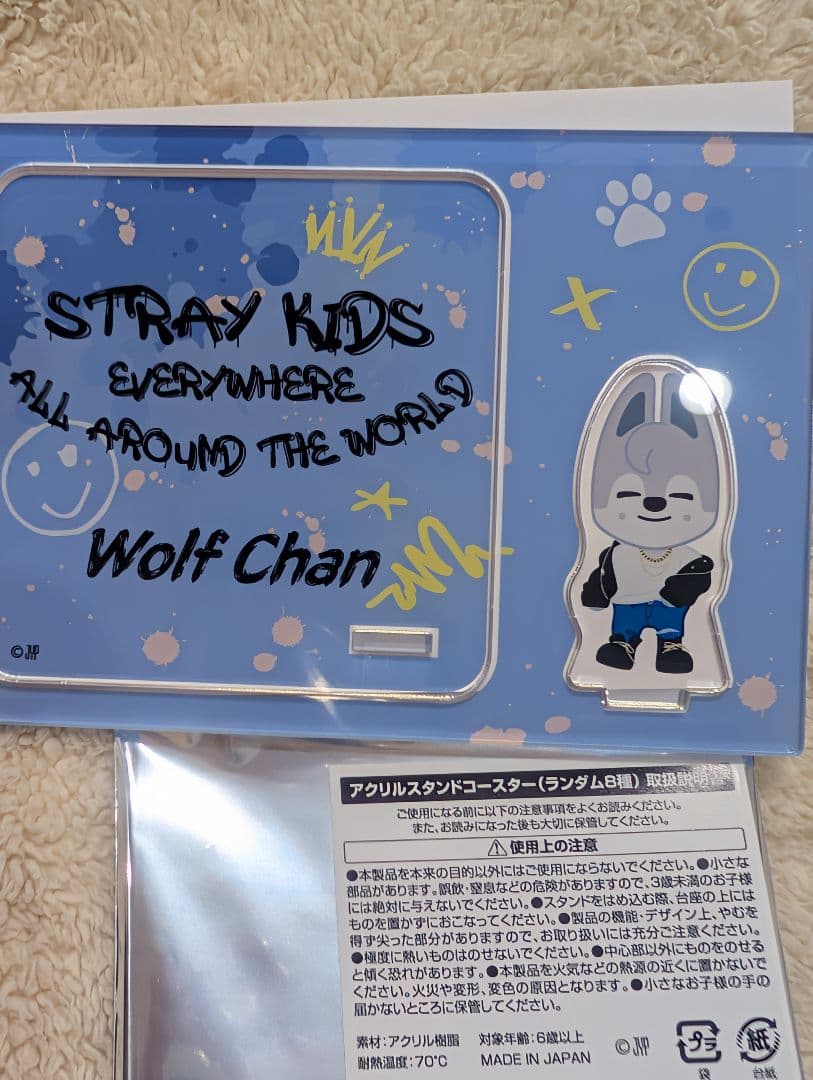 STRAY KIDS
EVERYWHERE
ALL AROUND THE WORLD
Wolf Chan
© JYP
アクリルスタンドコースター(ランダム8種) 取扱説明書
ご使用になる前に以下の注意事項をよくお読みください。
また、お読みになった後も大切に保管してください。
⚠使用上の注意
●本製品を本来の目的以外にはご使用にならないでください。●小さな
部品があります。誤飲・窒息などの危険がありますので、3歳未満のお子様
には絶対に与えないでください。●スタンドをはめ込む際、台座の上には
ものを置かずにおこなってください。●製品の機能・デザイン上、やむを
得ず尖った部分がありますので、お取り扱いには充分ご注意ください。
●極度に熱いものはのせないでください。●中心部以外にものをのせる
と傾く恐れがあります。●本製品を火気などの熱源の近くに置かないで
ください。火災や変形、変色の原因となります。●小さなお子様の手の
届かないところに保管してください。
素材:アクリル樹脂 対象年齢:6歳以上
耐熱温度:70℃ MADE IN JAPAN
© JYP
プラ
袋
紙
台紙